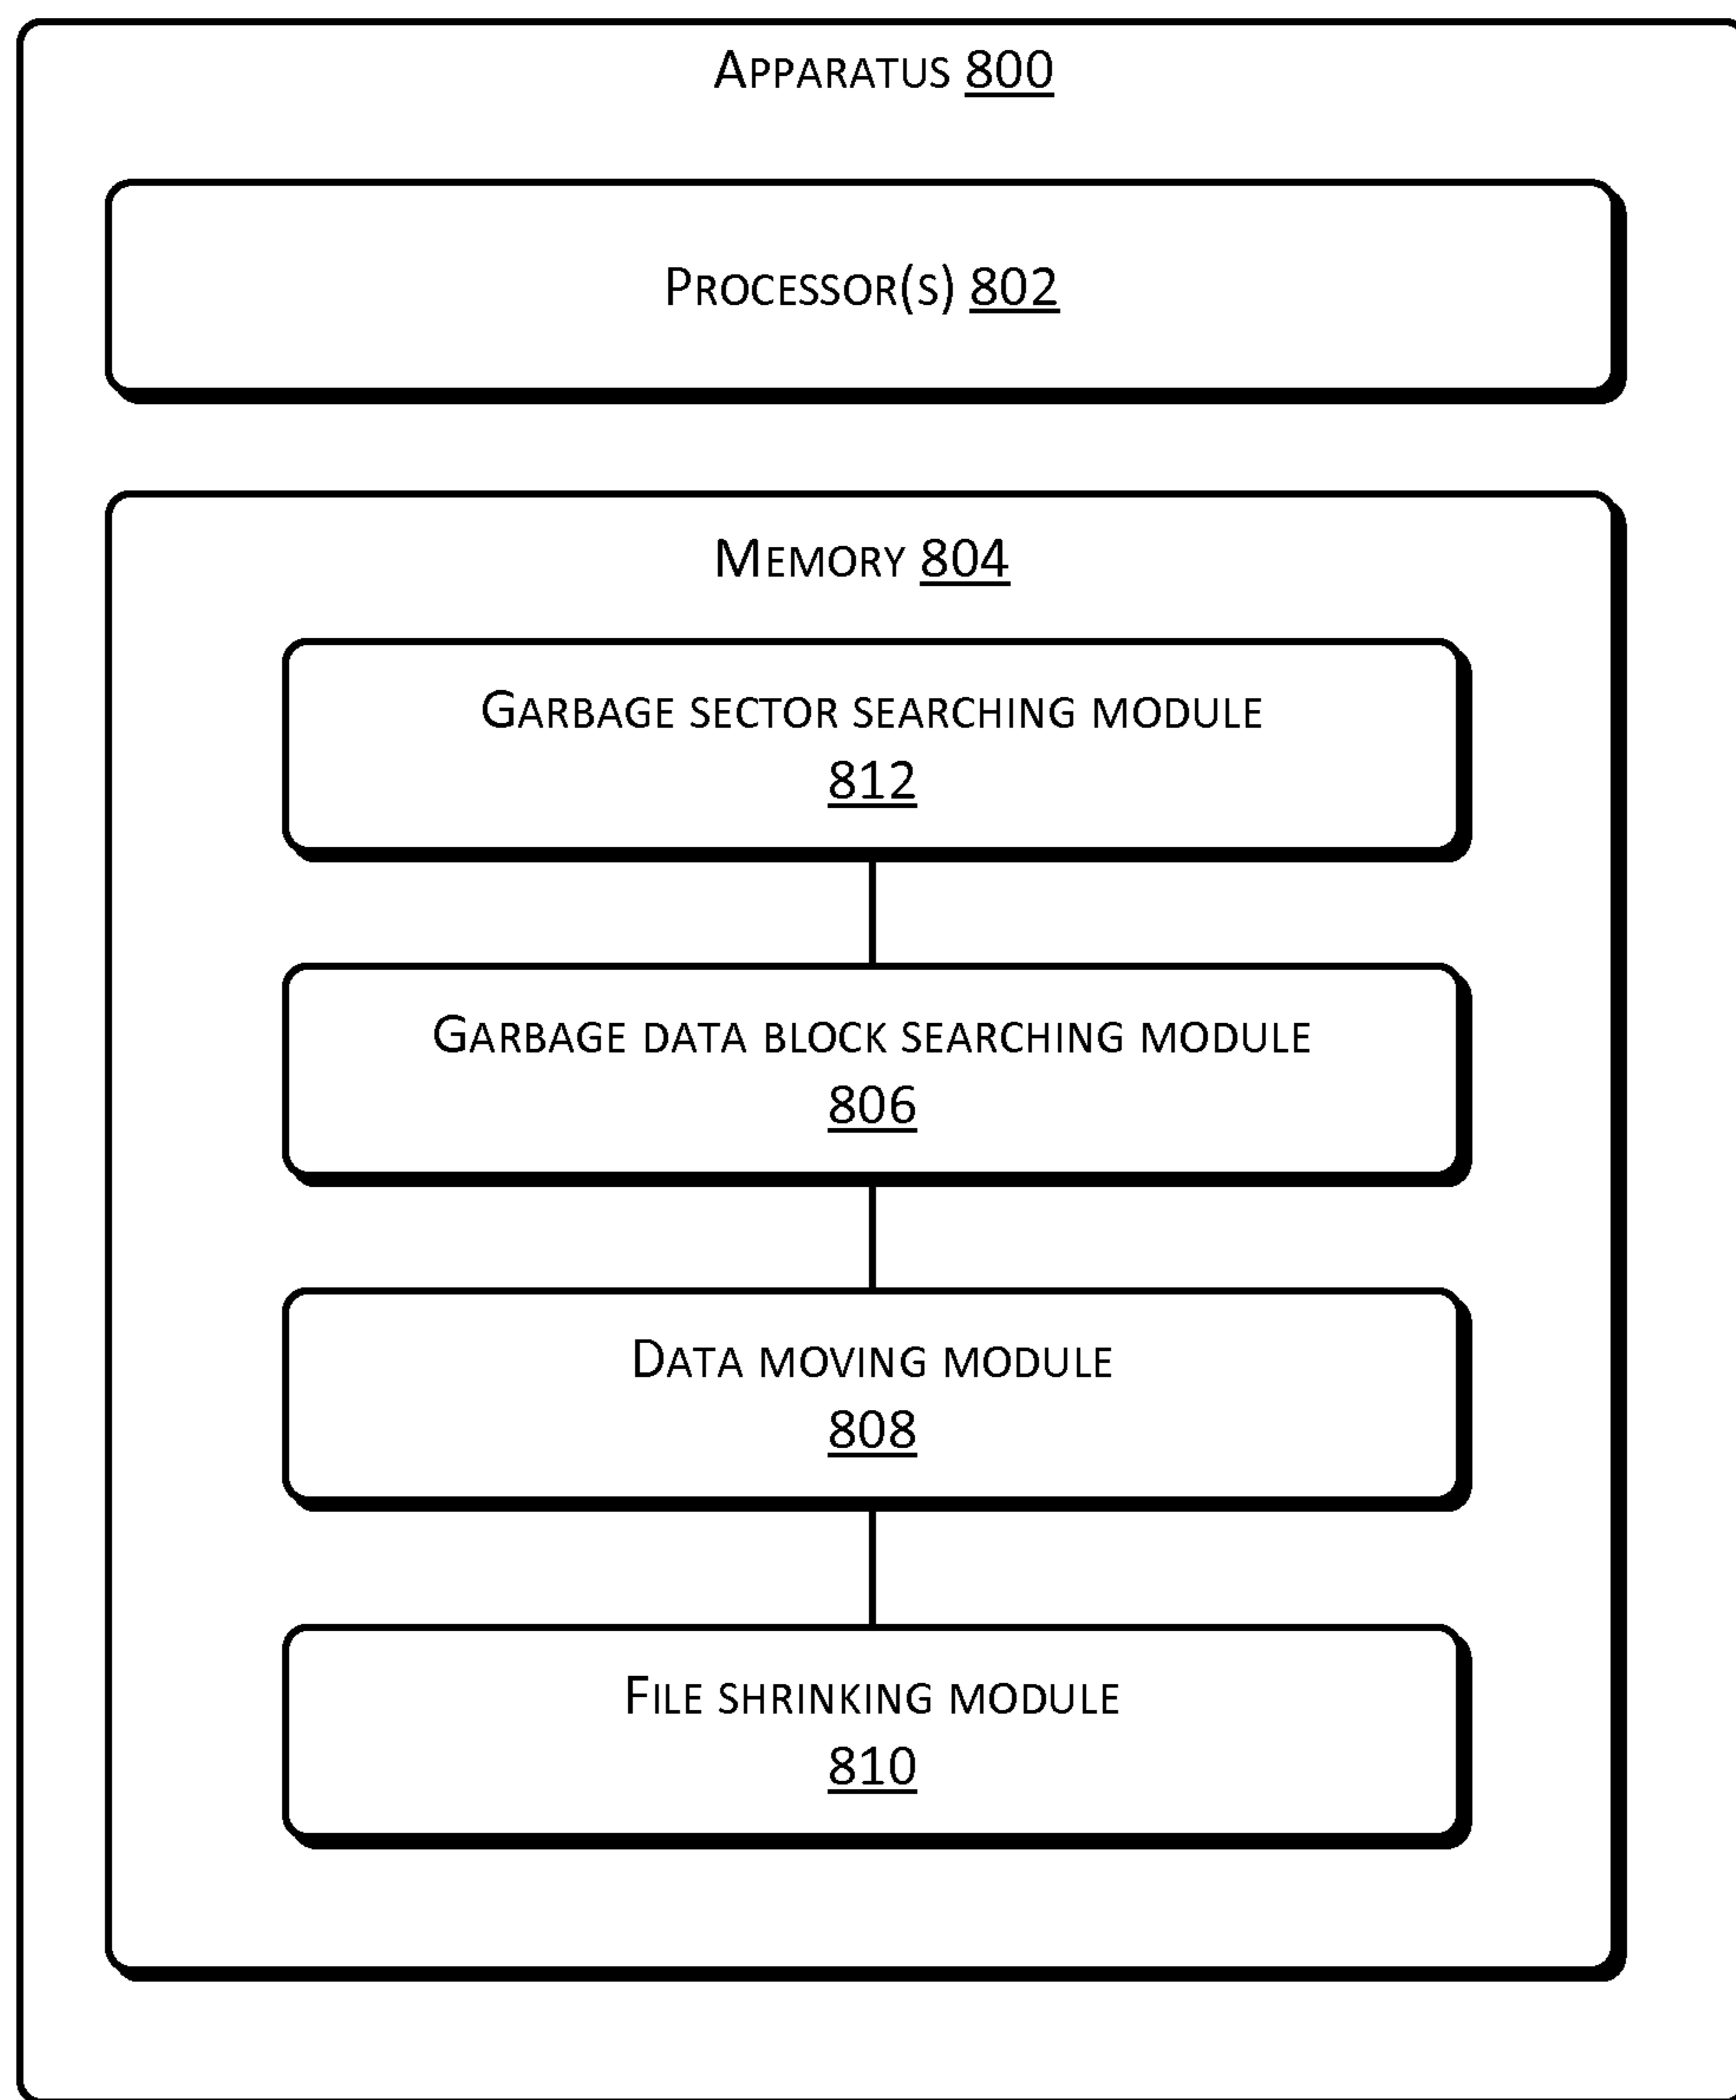 APPARATUS 800
PROCESSOR(S) 802
MEMORY 804
GARBAGE SECTOR SEARCHING MODULE
812
GARBAGE DATA BLOCK SEARCHING MODULE
806
DATA MOVING MODULE
808
FILE SHRINKING MODULE
810